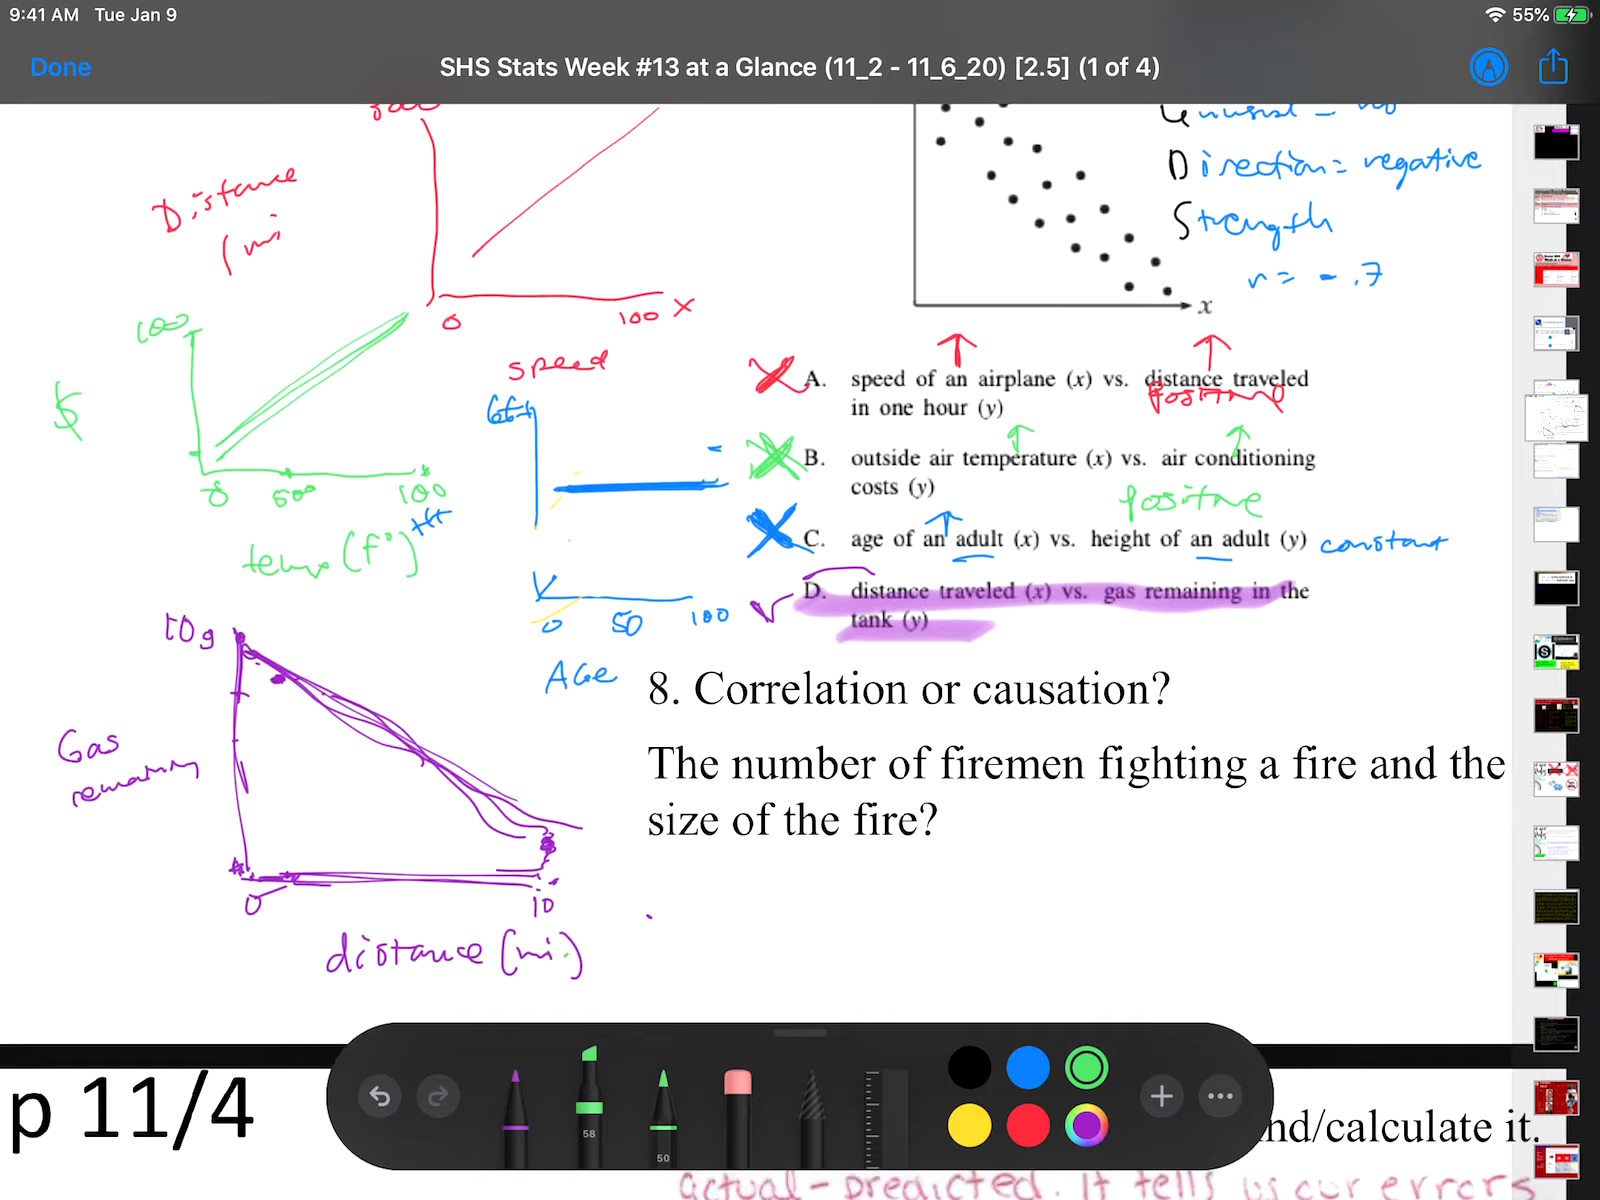 9:41 AM Tue Jan 9
55%
Done
SHS Stats Week #13 at a Glance (11_2 - 11_6_20) [2.5] (1 of 4)
Distance
1 mi
0
100 x
speed
Direction = negative
Strength
r = -.7
x
100
$
0
50°
100
temp (F°)
6ft
0
50
100
Age
A. speed of an airplane (x) vs. distance traveled
in one hour (y)
positive
B. outside air temperature (x) vs. air conditioning
costs (y)
positive
C. age of an adult (x) vs. height of an adult (y) constant
D. distance traveled (x) vs. gas remaining in the
tank (y)
10g
Gas
remaining
0
10
distance (mi.)
8. Correlation or causation?
The number of firemen fighting a fire and the
size of the fire?
p 11/4
58
50
nd/calculate it.
actual - predicted. It tells us our errors